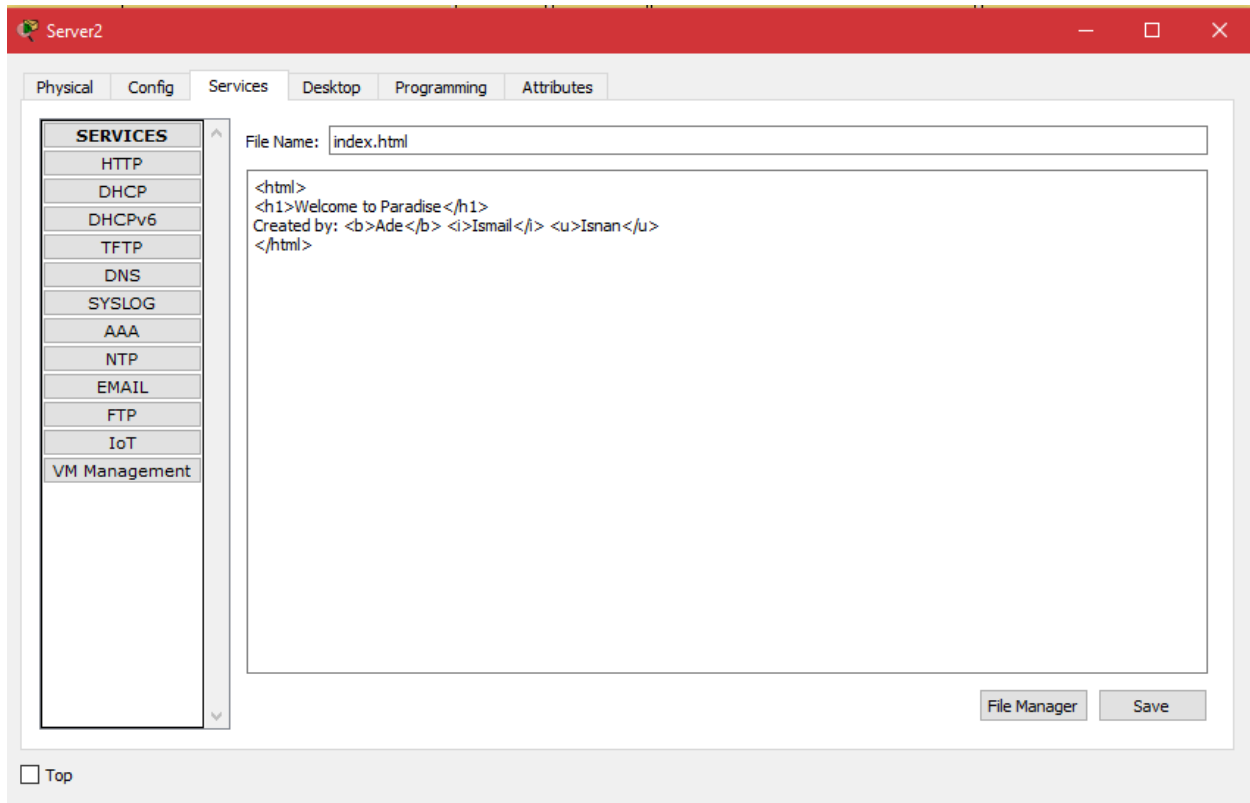 Server2
Physical Config Services Desktop Programming Attributes
SERVICES
HTTP
DHCP
DHCPv6
TFTP
DNS
SYSLOG
AAA
NTP
EMAIL
FTP
IoT
VM Management
File Name: index.html
<html>
<h1>Welcome to Paradise</h1>
Created by: <b>Ade</b> <i>Ismail</i> <u>Isnan</u>
</html>
File Manager Save
Top